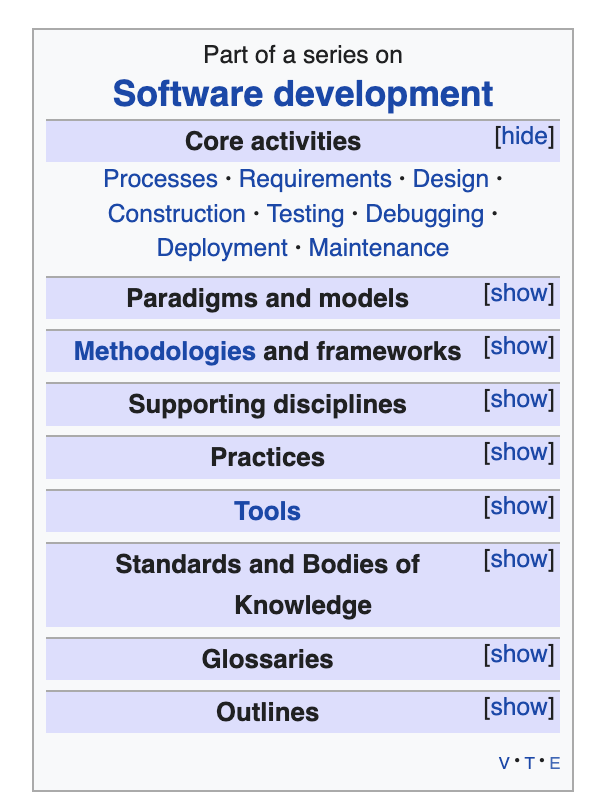 Part of a series on
Software development
Core activities [hide]
Processes · Requirements · Design ·
Construction · Testing · Debugging ·
Deployment · Maintenance
Paradigms and models [show]
Methodologies and frameworks [show]
Supporting disciplines [show]
Practices [show]
Tools [show]
Standards and Bodies of [show]
Knowledge
Glossaries [show]
Outlines [show]
V · T · E